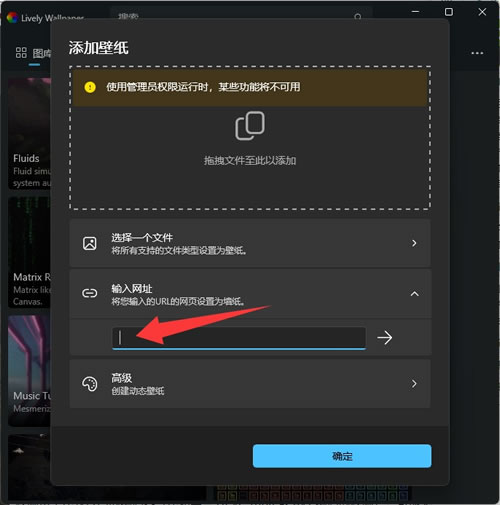 Lively Wallpaper
搜索
图库
添加壁纸
使用管理员权限运行时，某些功能将不可用
拖拽文件至此以添加
Fluids
Fluid simu
system au
选择一个文件
将所有支持的文件类型设置为壁纸。
Matrix R
Matrix like
Canvas.
输入网址
将您输入的URL的网页设置为墙纸。
Music Tu
Mesmeriz
高级
创建动态壁纸
确定